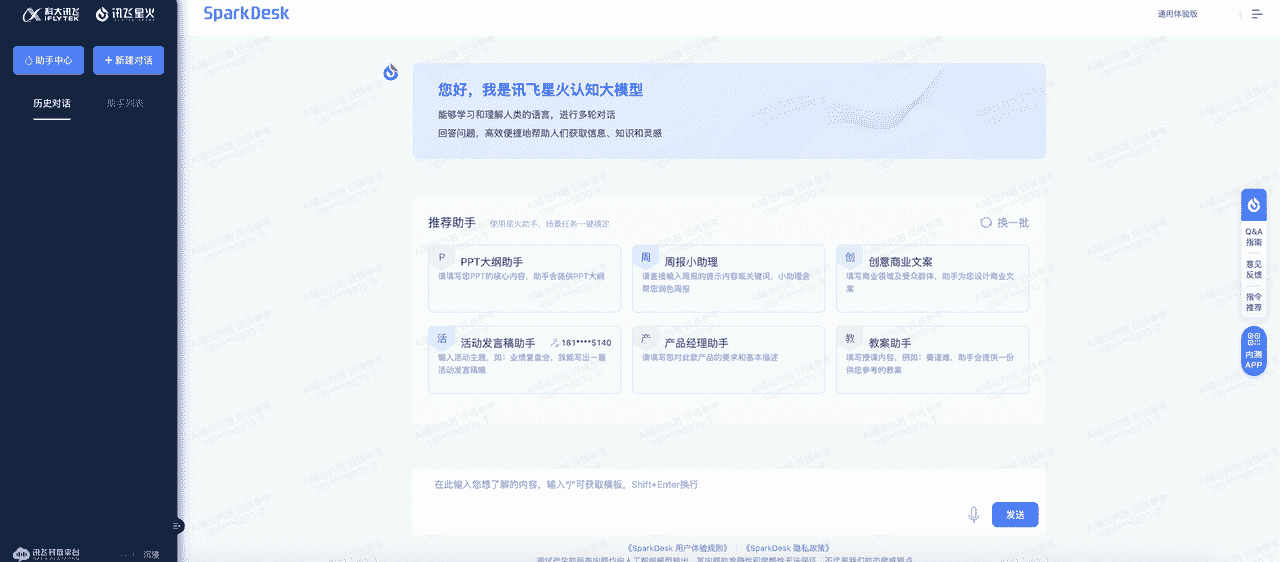 科大讯飞 iFLYTEK 讯飞星火
SparkDesk
通用体验版
助手中心 + 新建对话
历史对话 助手列表
您好，我是讯飞星火认知大模型
能够学习和理解人类的语言，进行多轮对话
回答问题，高效便捷地帮助人们获取信息、知识和灵感
推荐助手 使用星火助手，场景任务一键搞定
换一批
P PPT大纲助手
请填写您PPT的核心内容，助手会提供PPT大纲
周 周报小助理
请直接输入周报的提示内容或关键词，小助理会
帮您润色周报
创 创意商业文案
填写商业领域及受众群体，助手为您设计商业文
案
活 活动发言稿助手 181****5140
输入活动主题，如：业绩复盘会，我能写出一篇
活动发言稿哦
产 产品经理助手
请填写您对此款产品的要求和基本描述
教 教案助手
填写授课内容，例如：蜀道难，助手会提供一份
供您参考的教案
Q&A
指南
意见
反馈
指令
推荐
内测
APP
在此输入您想了解的内容，输入"/"可获取模板，Shift+Enter换行
发送
讯飞开放平台
沉浸
《SparkDesk 用户体验规则》 《SparkDesk 隐私政策》